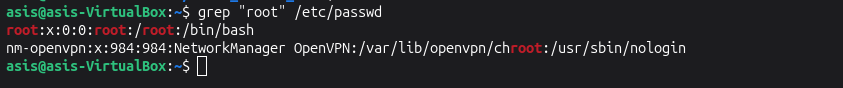 asis@asis-VirtualBox:~$ grep "root" /etc/passwd
root:x:0:0:root:/root:/bin/bash
nm-openvpn:x:984:984:NetworkManager OpenVPN:/var/lib/openvpn/chroot:/usr/sbin/nologin
asis@asis-VirtualBox:~$